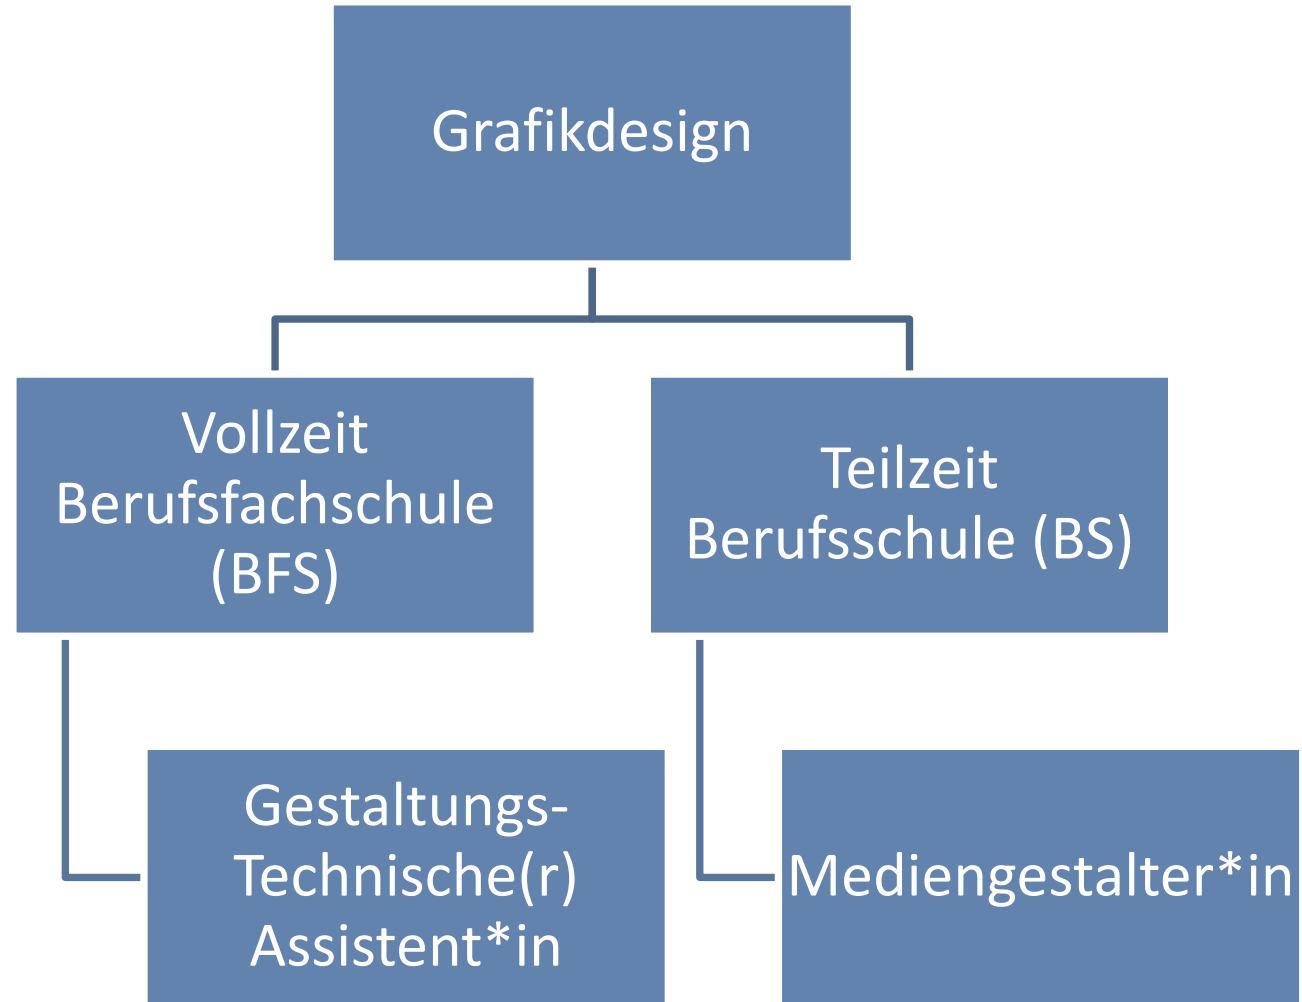 Grafikdesign
Vollzeit
Berufsfachschule
(BFS)
Teilzeit
Berufsschule (BS)
Gestaltungs-
Technische(r)
Assistent*in
Mediengestalter*in